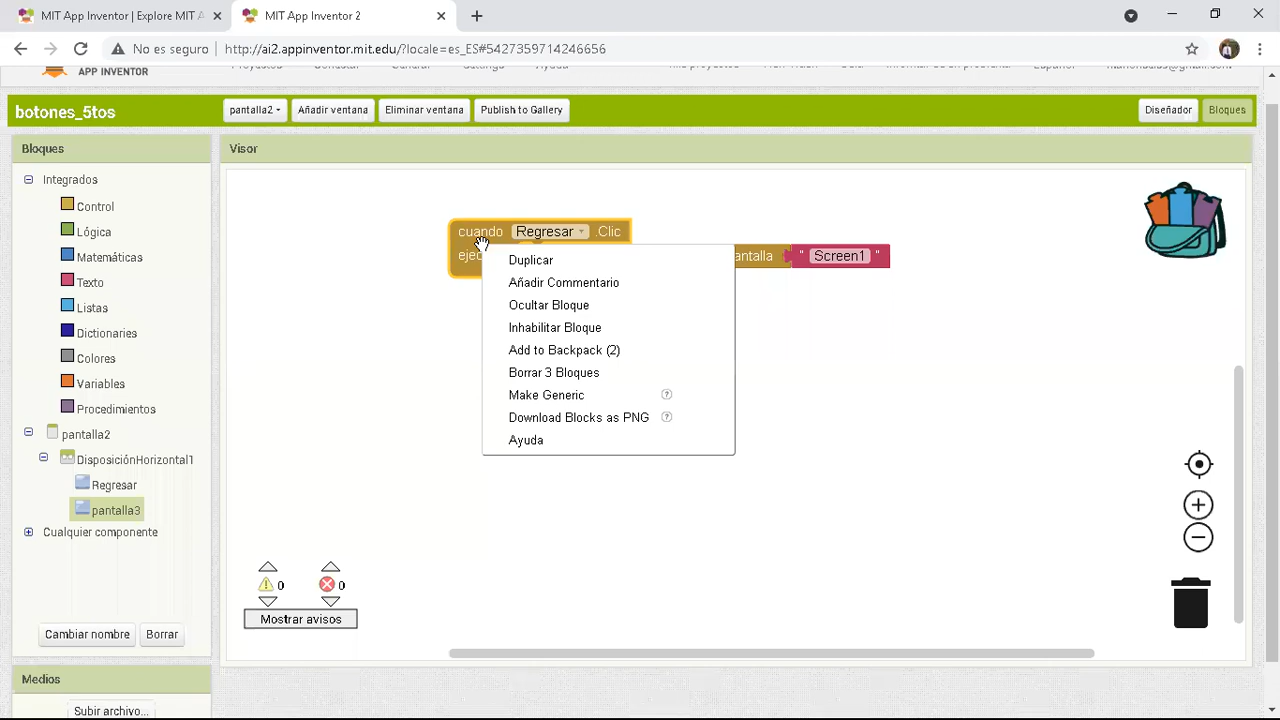 MIT App Inventor | Explore MIT A
MIT App Inventor 2
No es seguro
http://ai2.appinventor.mit.edu/?locale=es_ES#5427359714246656
APP INVENTOR
botones_5tos
pantalla2
Añadir ventana
Eliminar ventana
Publish to Gallery
Diseñador
Bloques
Bloques
Visor
Integrados
Control
Lógica
Matemáticas
Texto
Listas
Dictionaries
Colores
Variables
Procedimientos
pantalla2
DisposiciónHorizontal1
Regresar
pantalla3
Cualquier componente
Cambiar nombre
Borrar
Medios
Subir archivo...
cuando Regresar .Clic
ejec
antalla " Screen1 "
Duplicar
Añadir Commentario
Ocultar Bloque
Inhabilitar Bloque
Add to Backpack (2)
Borrar 3 Bloques
Make Generic ?
Download Blocks as PNG ?
Ayuda
0
0
Mostrar avisos